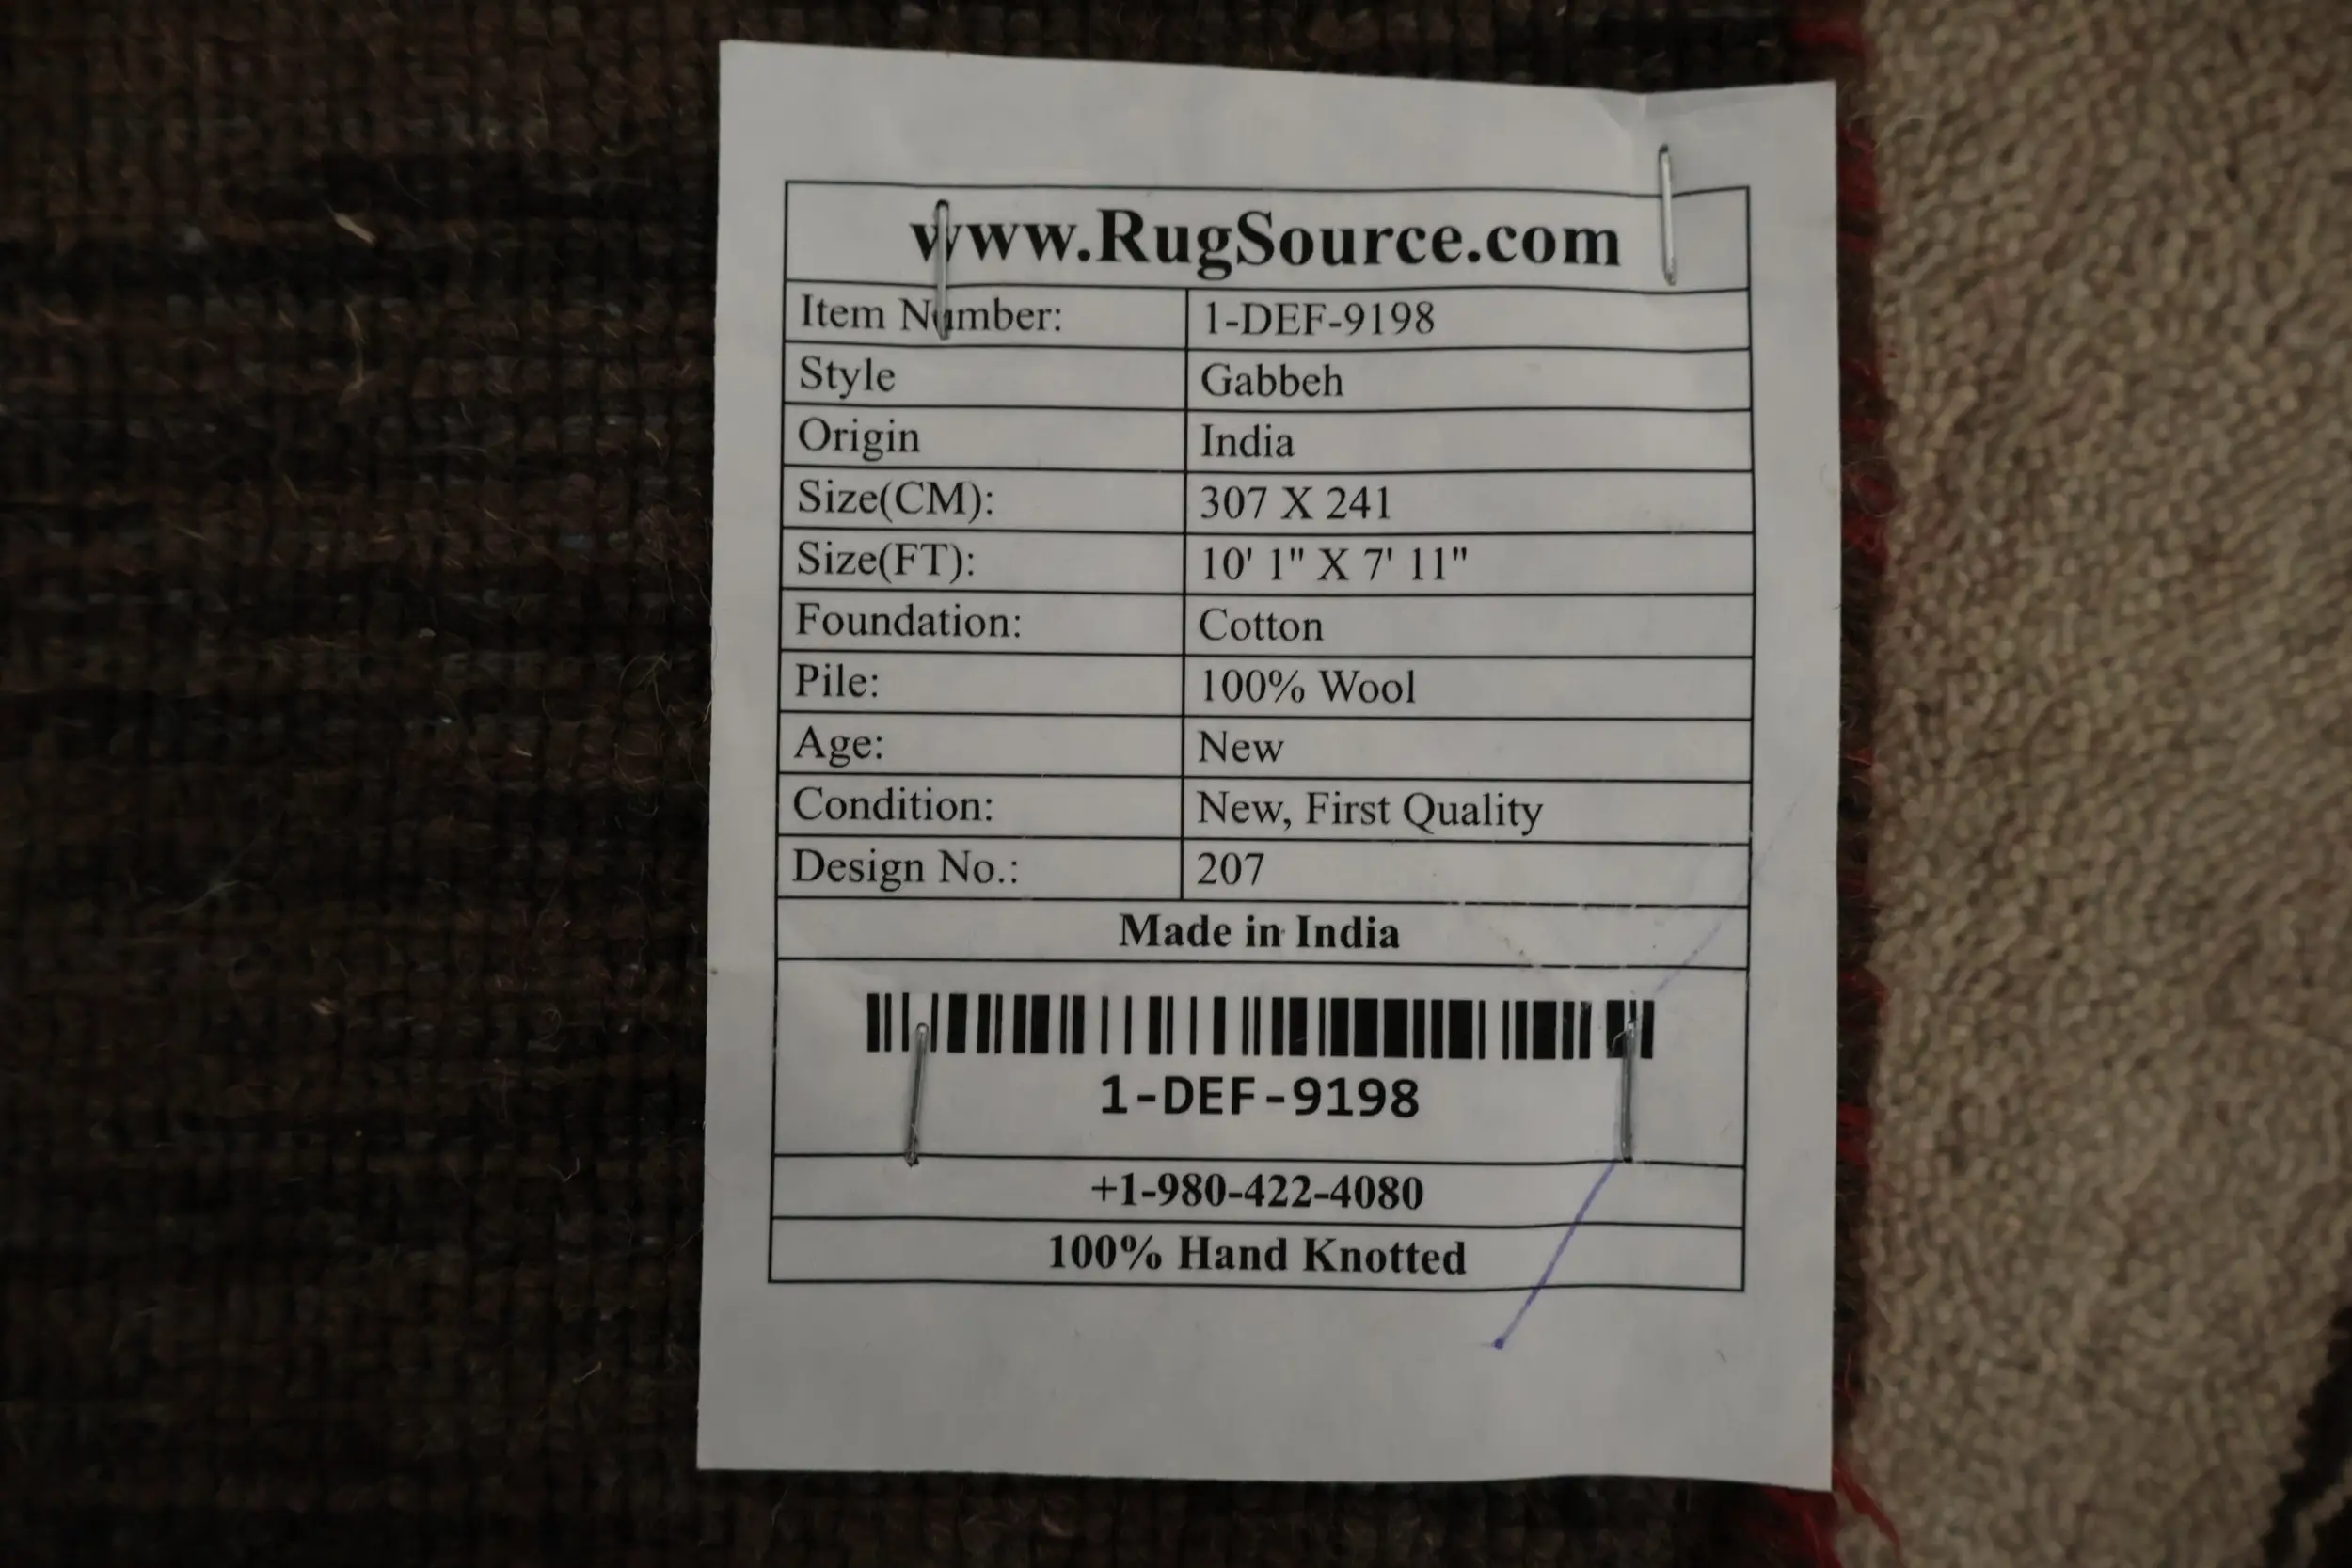 www.RugSource.com
Item Number: 1-DEF-9198
Style Gabbeh
Origin India
Size(CM): 307 X 241
Size(FT): 10' 1" X 7' 11"
Foundation: Cotton
Pile: 100% Wool
Age: New
Condition: New, First Quality
Design No.: 207
Made in India
1-DEF-9198
+1-980-422-4080
100% Hand Knotted